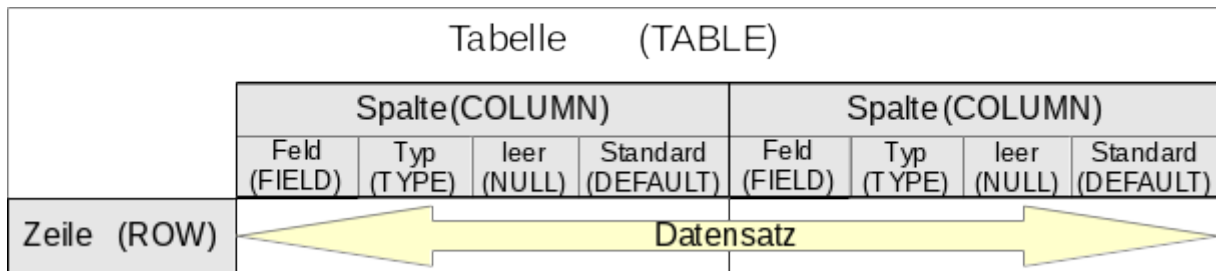 Tabelle (TABLE)
Spalte(COLUMN) Spalte(COLUMN)
Feld Typ leer Standard Feld Typ leer Standard
(FIELD) (TYPE) (NULL) (DEFAULT) (FIELD) (TYPE) (NULL) (DEFAULT)
Zeile (ROW) Datensatz